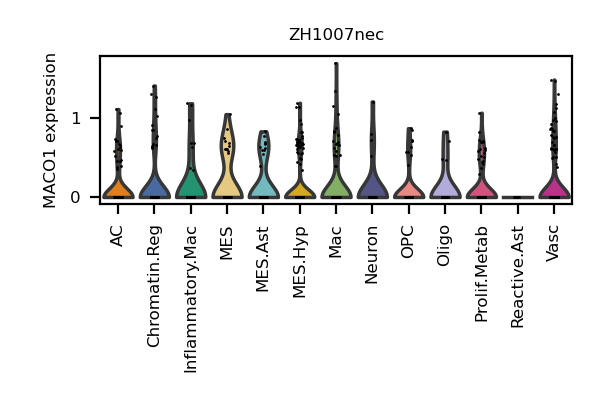 ZH1007nec
MACO1 expression
1
0
AC
Chromatin.Reg
Inflammatory.Mac
MES
MES.Ast
MES.Hyp
Mac
Neuron
OPC
Oligo
Prolif.Metab
Reactive.Ast
Vasc